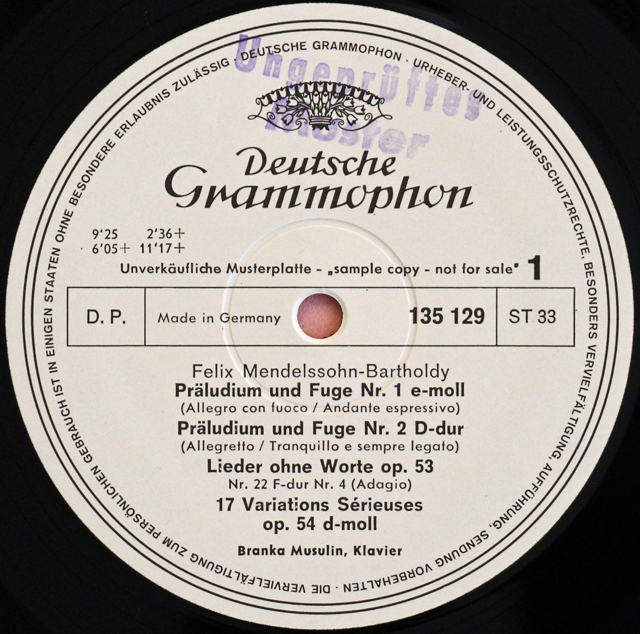 DEUTSCHE GRAMMOPHON · URHEBER- UND LEISTUNGSSCHUTZRECHTE, BESONDERS VERVIELFÄLTIGUNG, AUFFÜHRUNG, SENDUNG VORBEHALTEN · DIE VERVIELFÄLTIGUNG ZUM PERSÖNLICHEN GEBRAUCH IST IN EINIGEN STAATEN OHNE BESONDERE ERLAUBNIS ZULÄSSIG ·
Ungeprüftes
Muster
Deutsche
Grammophon
9'25 2'36+
6'05+ 11'17+
Unverkäufliche Musterplatte - „sample copy - not for sale" 1
D. P. Made in Germany 135 129 ST 33
Felix Mendelssohn-Bartholdy
Präludium und Fuge Nr. 1 e-moll
(Allegro con fuoco / Andante espressivo)
Präludium und Fuge Nr. 2 D-dur
(Allegretto / Tranquillo e sempre legato)
Lieder ohne Worte op. 53
Nr. 22 F-dur Nr. 4 (Adagio)
17 Variations Sérieuses
op. 54 d-moll
Branka Musulin, Klavier